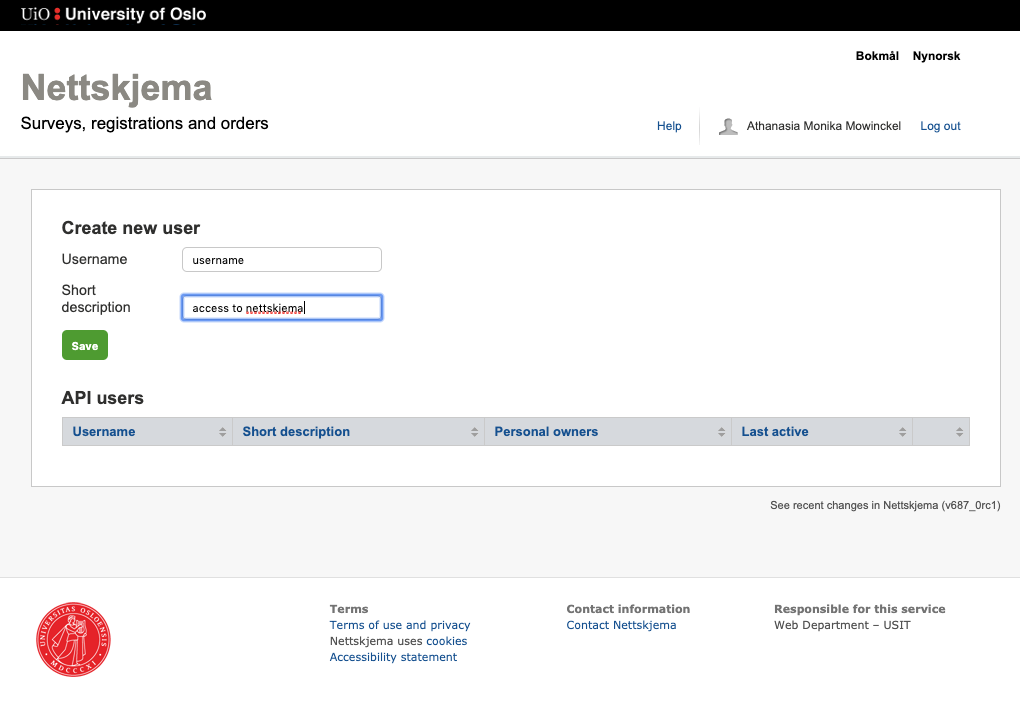 UiO : University of Oslo
Bokmål Nynorsk
Nettskjema
Surveys, registrations and orders
Help Athanasia Monika Mowinckel Log out
Create new user
Username username
Short
description access to nettskjema
Save
API users
Username Short description Personal owners Last active
See recent changes in Nettskjema (v687_0rc1)
UNIVERSITAS OSLOENSIS
MDCCCXI
Terms
Terms of use and privacy
Nettskjema uses cookies
Accessibility statement
Contact information
Contact Nettskjema
Responsible for this service
Web Department – USIT